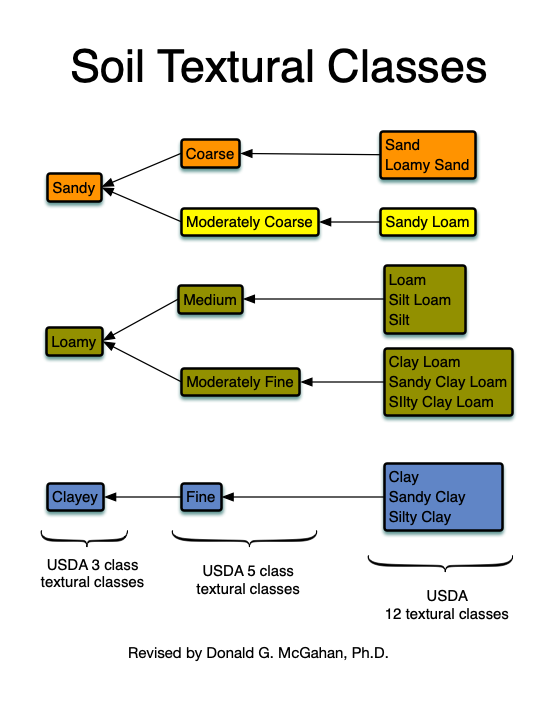 Soil Textural Classes
Sandy
Coarse
Sand
Loamy Sand
Moderately Coarse
Sandy Loam
Loamy
Medium
Loam
Silt Loam
Silt
Moderately Fine
Clay Loam
Sandy Clay Loam
SIlty Clay Loam
Clayey
Fine
Clay
Sandy Clay
Silty Clay
USDA 3 class
textural classes
USDA 5 class
textural classes
USDA
12 textural classes
Revised by Donald G. McGahan, Ph.D.